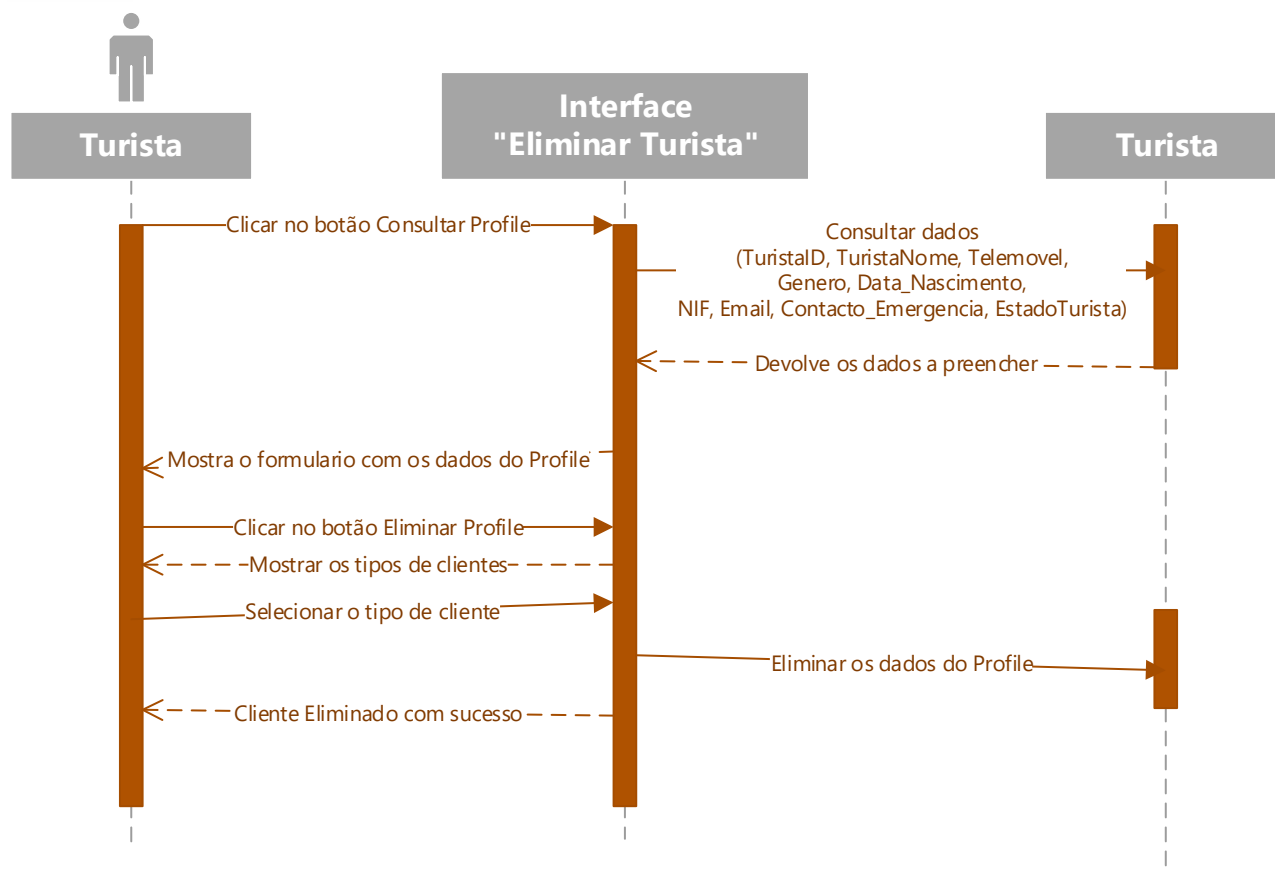 Turista
Interface
"Eliminar Turista"
Turista
Clicar no botão Consultar Profile
Consultar dados
(TuristaID, TuristaNome, Telemovel,
Genero, Data_Nascimento,
NIF, Email, Contacto_Emergencia, EstadoTurista)
Devolve os dados a preencher
Mostra o formulario com os dados do Profile
Clicar no botão Eliminar Profile
Mostrar os tipos de clientes
Selecionar o tipo de cliente
Eliminar os dados do Profile
Cliente Eliminado com sucesso